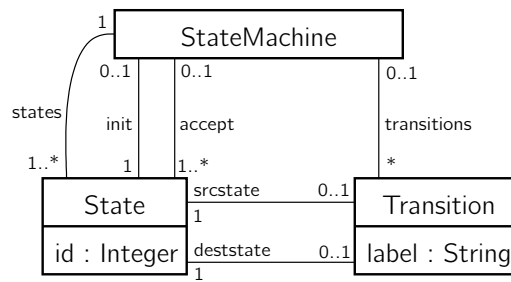 1
StateMachine
0..1
0..1
0..1
states
init
accept
transitions
1..*
1
1..*
*
State
srcstate
0..1
Transition
1
id : Integer
deststate
0..1
label : String
1